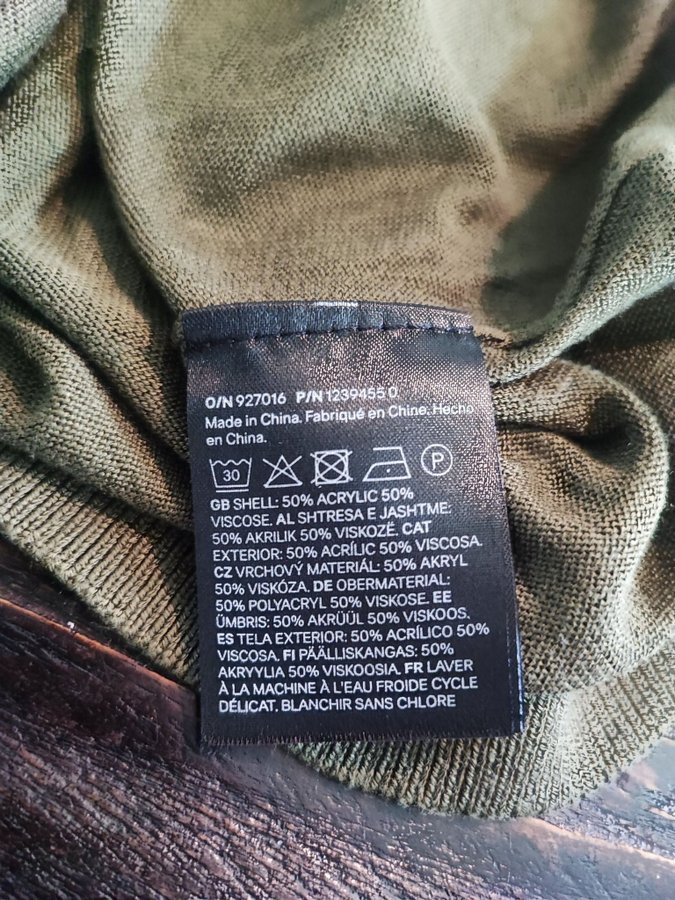 O/N 927016 P/N 1239455 0
Made in China. Fabriqué en Chine. Hecho
en China.
30 P
GB SHELL: 50% ACRYLIC 50%
VISCOSE. AL SHTRESA E JASHTME:
50% AKRILIK 50% VISKOZË. CAT
EXTERIOR: 50% ACRÍLIC 50% VISCOSA.
CZ VRCHOVÝ MATERIÁL: 50% AKRYL
50% VISKÓZA. DE OBERMATERIAL:
50% POLYACRYL 50% VISKOSE. EE
ÜMBRIS: 50% AKRÜÜL 50% VISKOOS.
ES TELA EXTERIOR: 50% ACRÍLICO 50%
VISCOSA. FI PÄÄLLISKANGAS: 50%
AKRYYLIA 50% VISKOOSIA. FR LAVER
À LA MACHINE À L'EAU FROIDE CYCLE
DÉLICAT. BLANCHIR SANS CHLORE